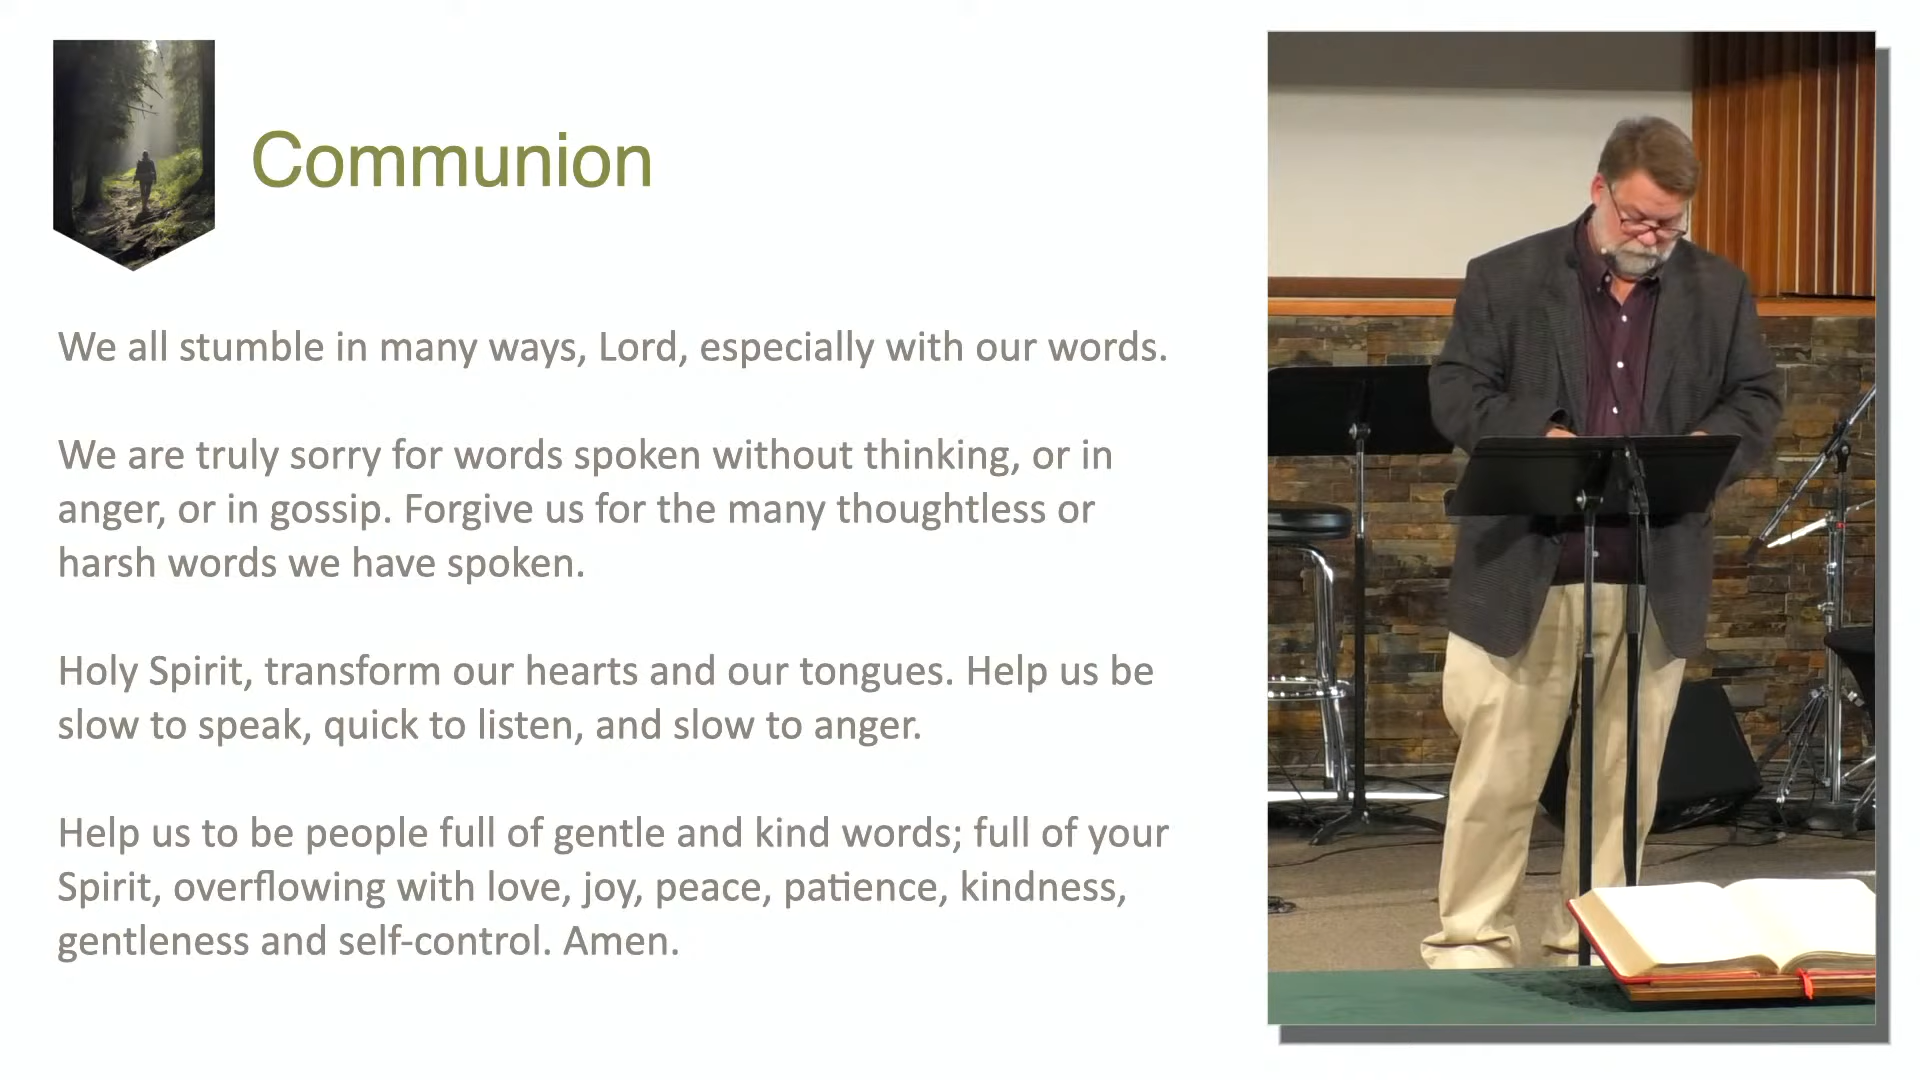 Communion
We all stumble in many ways, Lord, especially with our words.
We are truly sorry for words spoken without thinking, or in
anger, or in gossip. Forgive us for the many thoughtless or
harsh words we have spoken.
Holy Spirit, transform our hearts and our tongues. Help us be
slow to speak, quick to listen, and slow to anger.
Help us to be people full of gentle and kind words; full of your
Spirit, overflowing with love, joy, peace, patience, kindness,
gentleness and self-control. Amen.